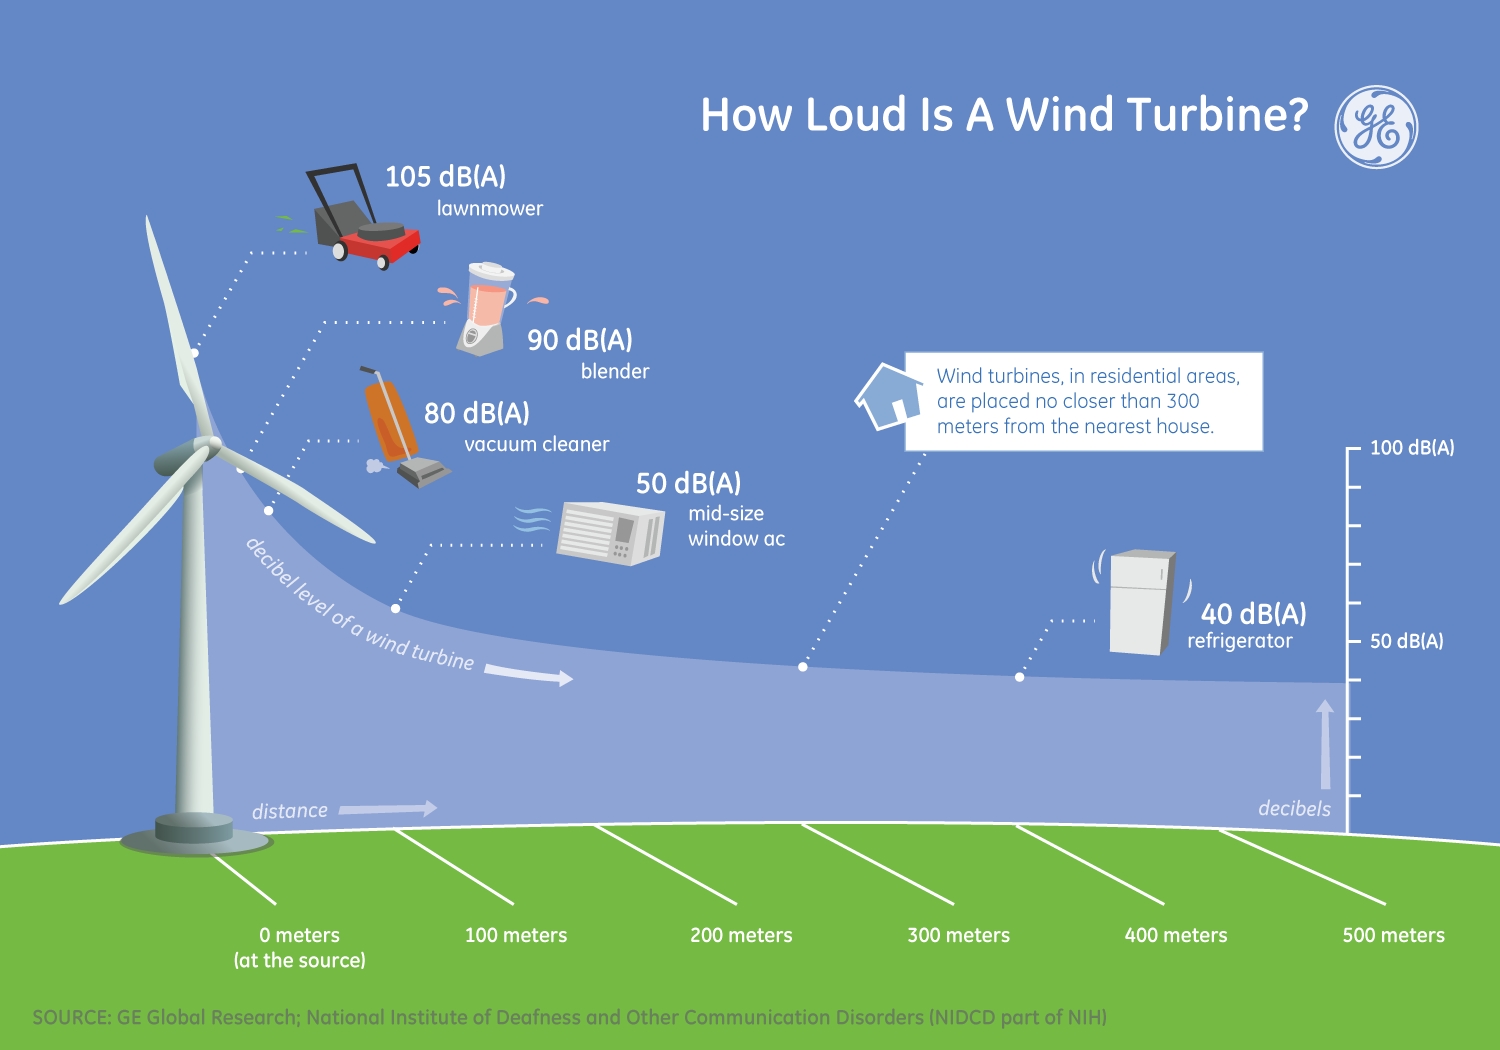 How Loud Is A Wind Turbine?
GE
105 dB(A)
lawnmower
90 dB(A)
blender
80 dB(A)
vacuum cleaner
50 dB(A)
mid-size
window ac
Wind turbines, in residential areas,
are placed no closer than 300
meters from the nearest house.
40 dB(A)
refrigerator
100 dB(A)
50 dB(A)
decibel level of a wind turbine
distance
decibels
0 meters
(at the source)
100 meters
200 meters
300 meters
400 meters
500 meters
SOURCE: GE Global Research; National Institute of Deafness and Other Communication Disorders (NIDCD part of NIH)